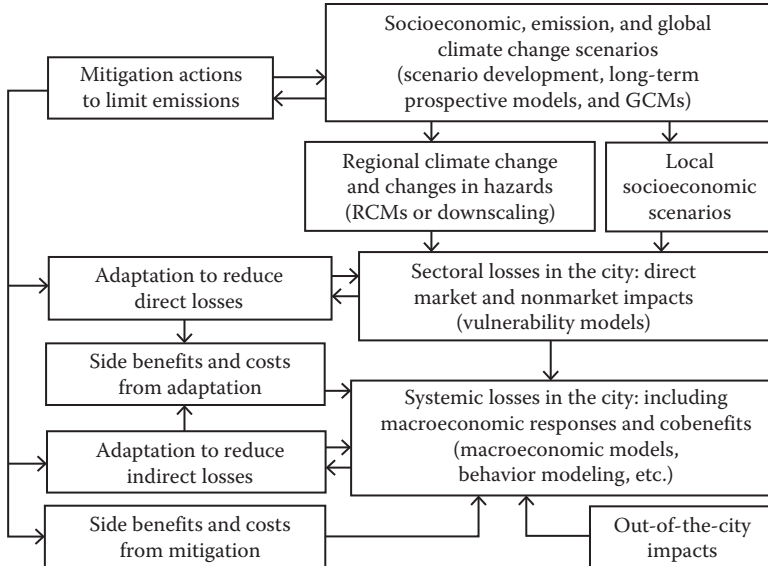 Socioeconomic, emission, and global
climate change scenarios
(scenario development, long-term
prospective models, and GCMs)
Mitigation actions
to limit emissions
Regional climate change
and changes in hazards
(RCMs or downscaling)
Local
socioeconomic
scenarios
Adaptation to reduce
direct losses
Sectoral losses in the city: direct
market and nonmarket impacts
(vulnerability models)
Side benefits and costs
from adaptation
Systemic losses in the city: including
macroeconomic responses and cobenefits
(macroeconomic models,
behavior modeling, etc.)
Adaptation to reduce
indirect losses
Side benefits and costs
from mitigation
Out-of-the-city
impacts